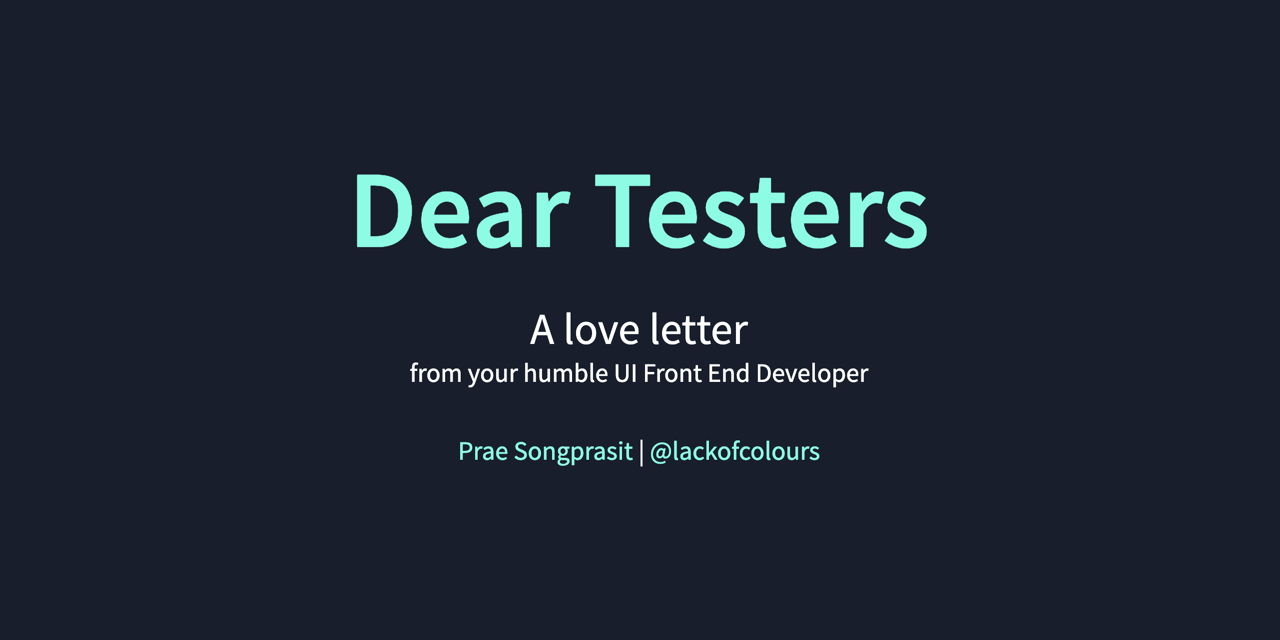 Dear Testers
A love letter
from your humble UI Front End Developer
Prae Songprasit | @lackofcolours